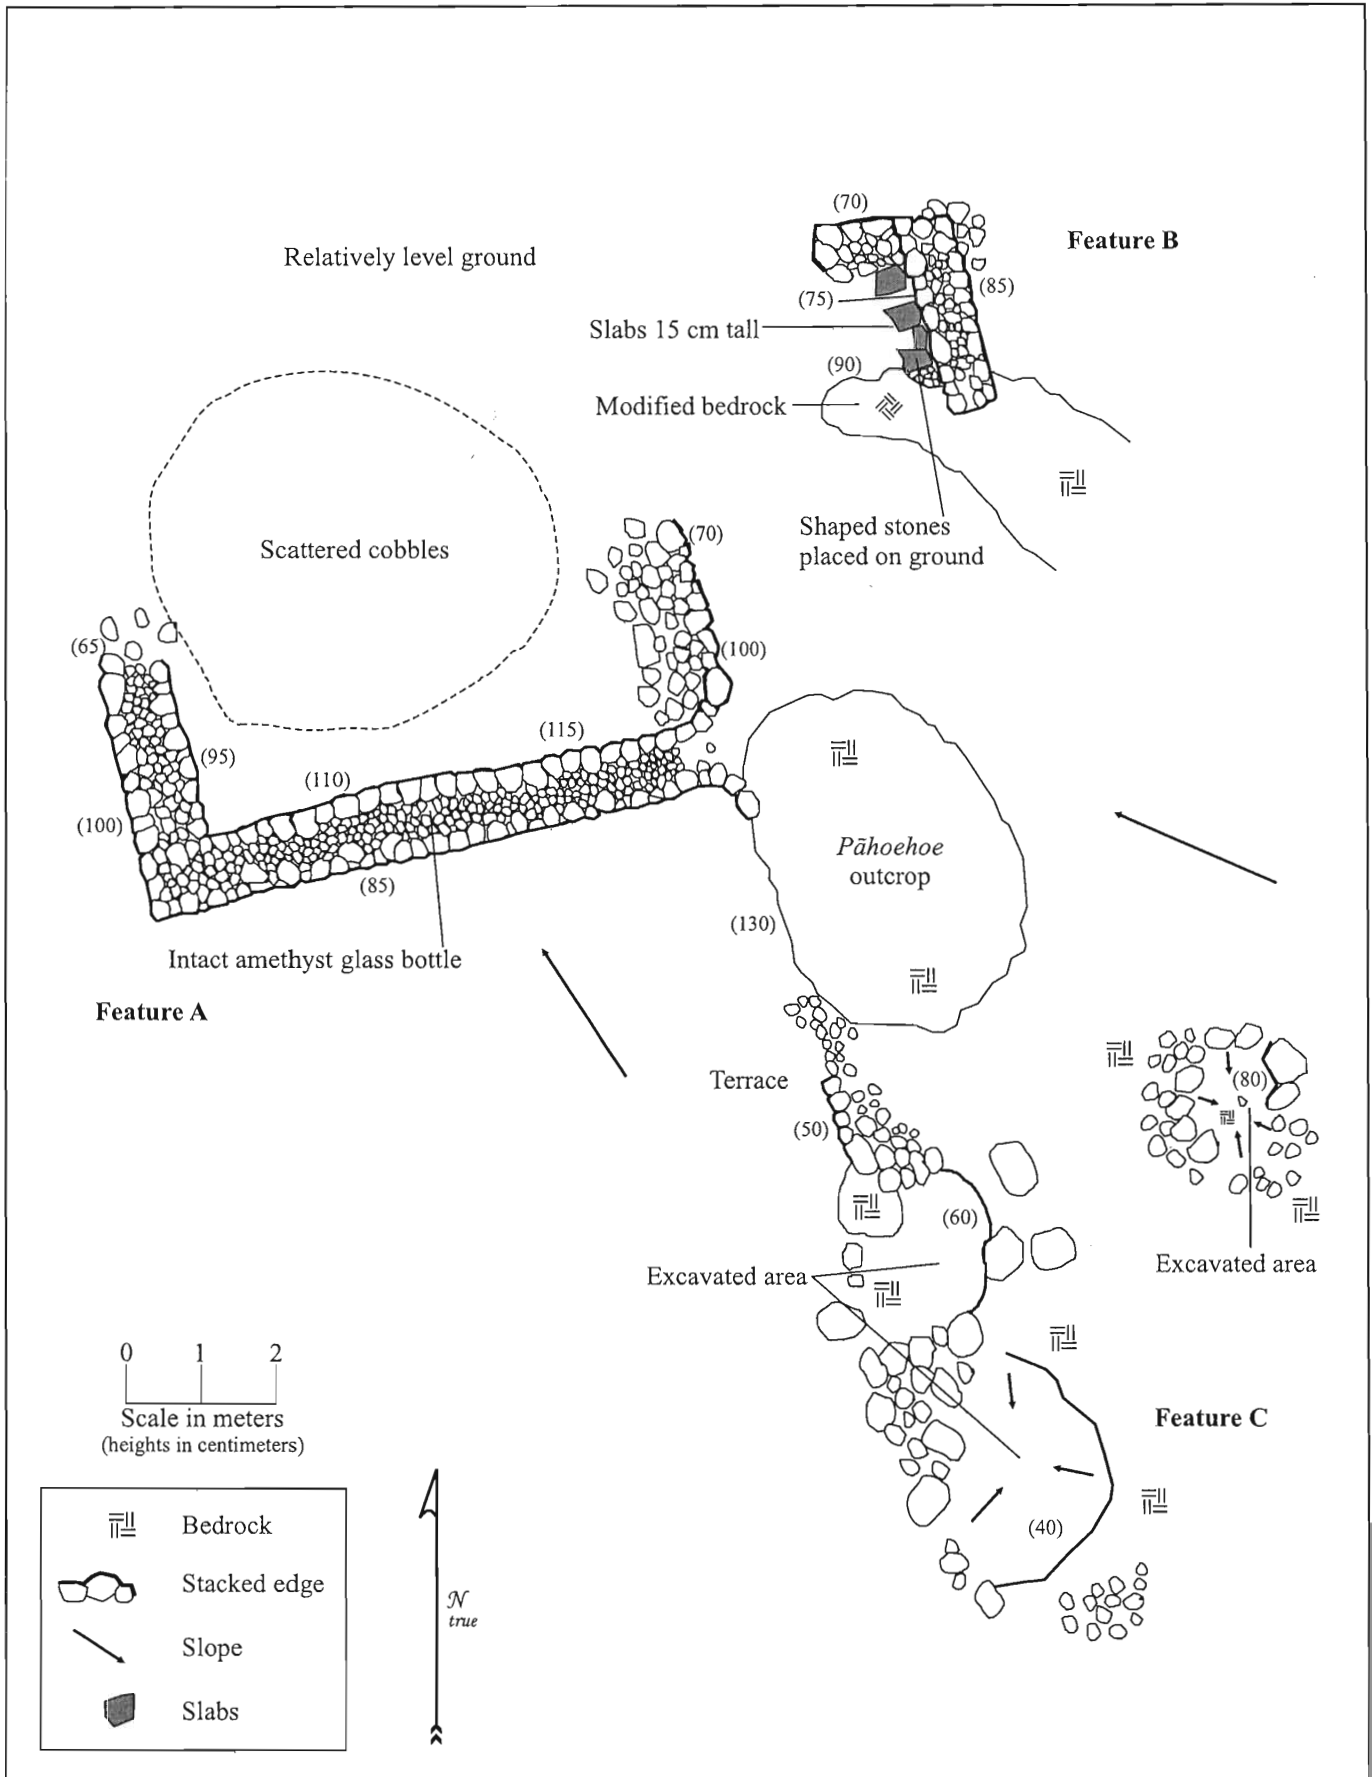 (70)
Feature B
Relatively level ground
(75)
(85)
Slabs 15 cm tall
(90)
Modified bedrock
Shaped stones
placed on ground
Scattered cobbles
(70)
(65)
(100)
(95)
(115)
(110)
(100)
(85)
Pāhoehoe
outcrop
(130)
Intact amethyst glass bottle
Feature A
Terrace
(80)
(50)
(60)
Excavated area
Excavated area
0 1 2
Scale in meters
(heights in centimeters)
Feature C
(40)
Bedrock
Stacked edge
Slope
Slabs
N
true